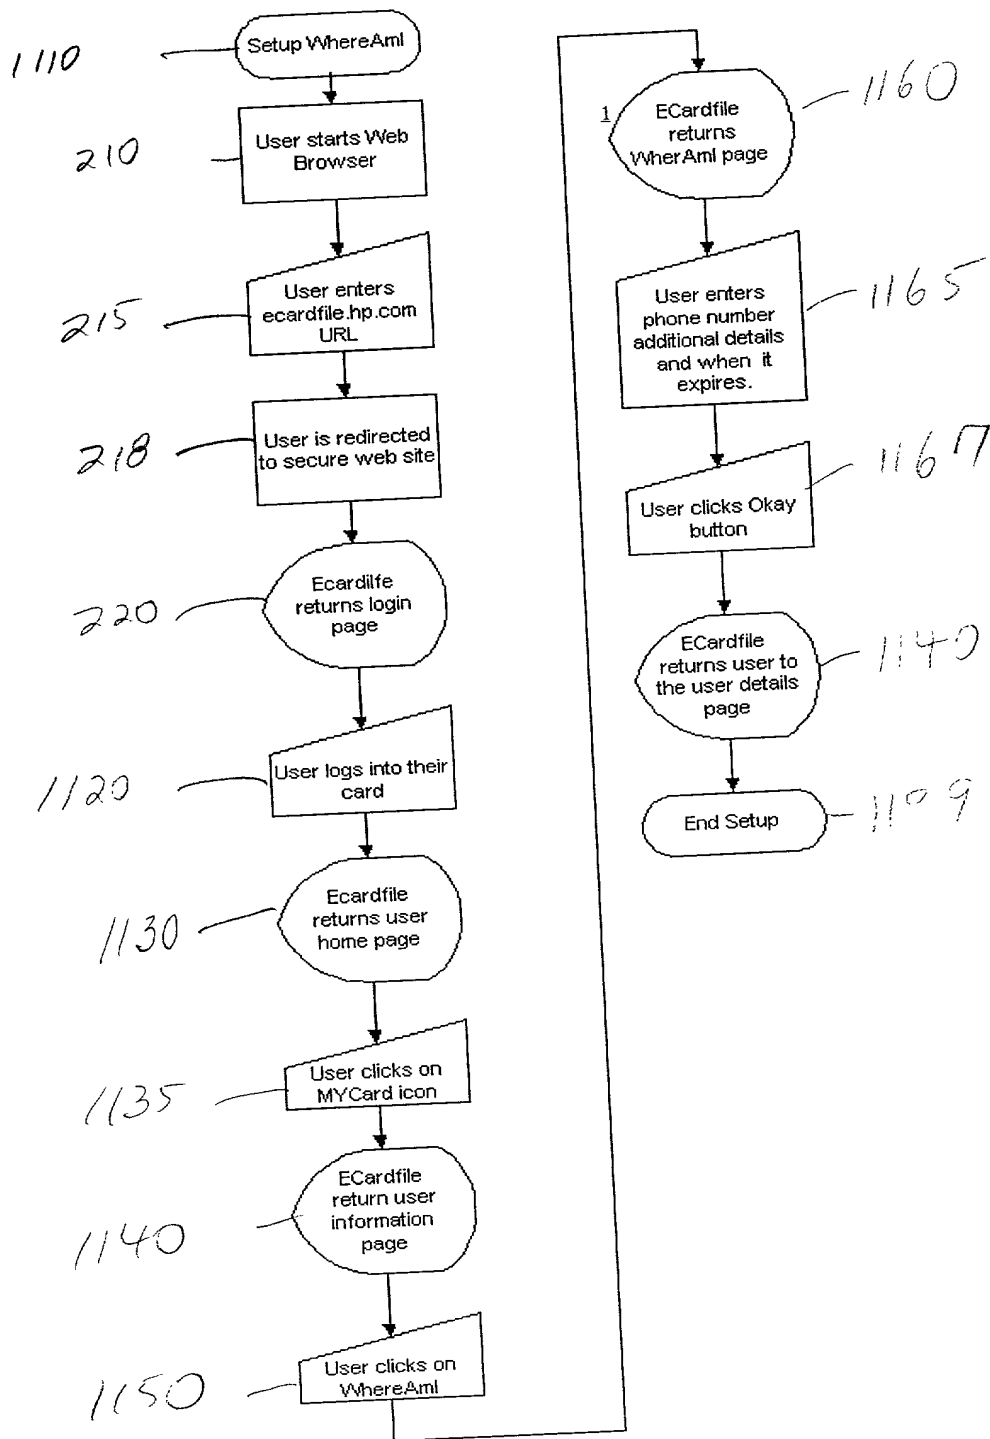 1110
Setup WhereAmI
210
User starts Web
Browser
215
User enters
ecardfile.hp.com
URL
218
User is redirected
to secure web site
220
Ecardilfe
returns login
page
1120
User logs into their
card
1130
Ecardfile
returns user
home page
1135
User clicks on
MYCard icon
1140
ECardfile
return user
information
page
1150
User clicks on
WhereAmI
1
ECardfile
returns
WherAmI page
1160
User enters
phone number
additional details
and when it
expires.
1165
User clicks Okay
button
1167
ECardfile
returns user to
the user details
page
1140
End Setup
1109